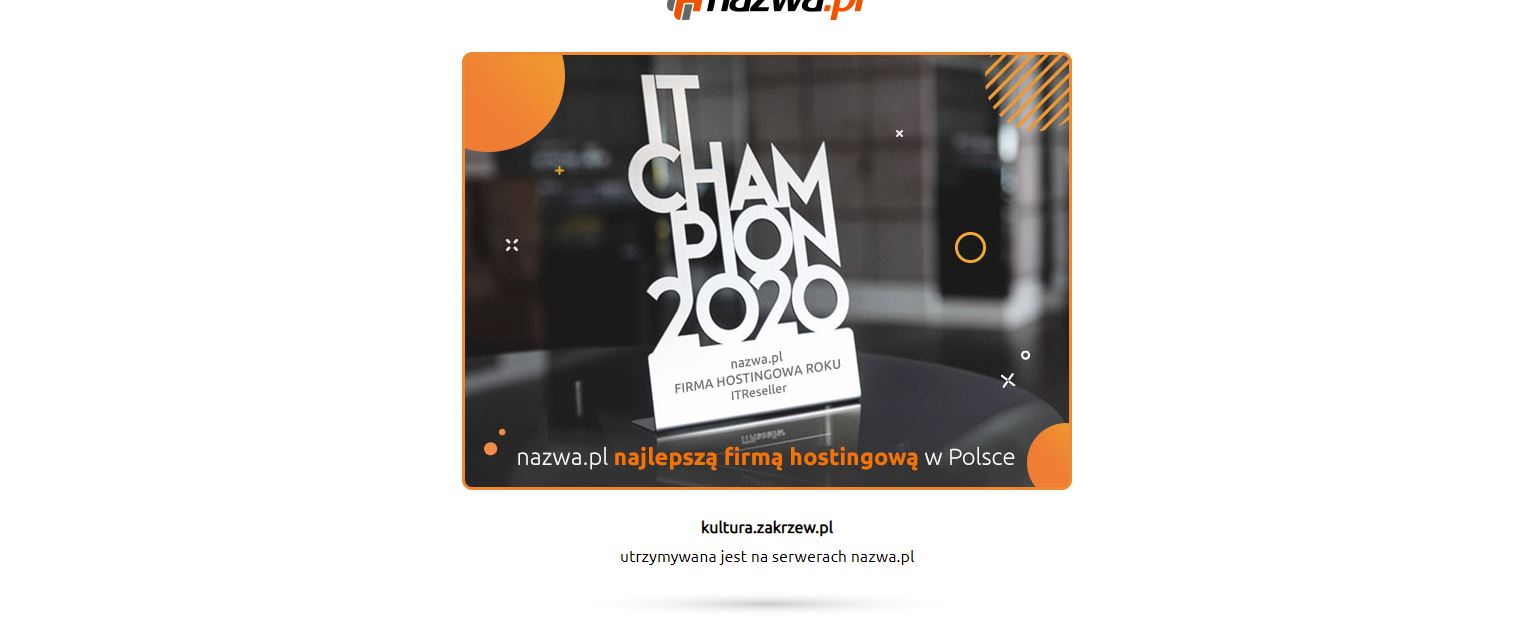 nazwa.pl
IT
CHAM
PION
2020
nazwa.pl
FIRMA HOSTINGOWA ROKU
ITReseller
nazwa.pl najlepszą firmą hostingową w Polsce
kultura.zakrzew.pl
utrzymywana jest na serwerach nazwa.pl